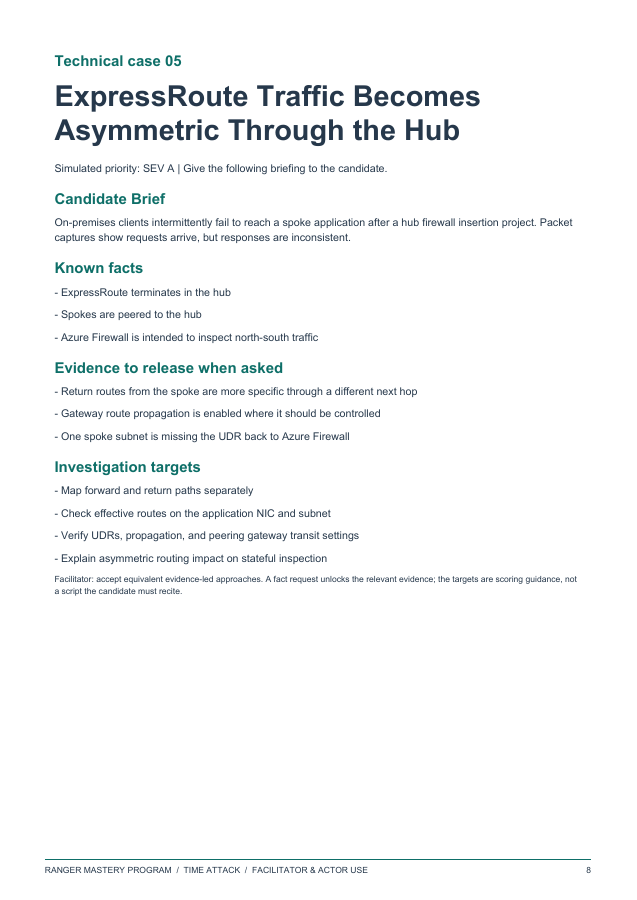 Technical case 05
ExpressRoute Traffic Becomes
Asymmetric Through the Hub
Simulated priority: SEV A | Give the following briefing to the candidate.
Candidate Brief
On-premises clients intermittently fail to reach a spoke application after a hub firewall insertion project. Packet
captures show requests arrive, but responses are inconsistent.
Known facts
- ExpressRoute terminates in the hub
- Spokes are peered to the hub
- Azure Firewall is intended to inspect north-south traffic
Evidence to release when asked
- Return routes from the spoke are more specific through a different next hop
- Gateway route propagation is enabled where it should be controlled
- One spoke subnet is missing the UDR back to Azure Firewall
Investigation targets
- Map forward and return paths separately
- Check effective routes on the application NIC and subnet
- Verify UDRs, propagation, and peering gateway transit settings
- Explain asymmetric routing impact on stateful inspection
Facilitator: accept equivalent evidence-led approaches. A fact request unlocks the relevant evidence; the targets are scoring guidance, not
a script the candidate must recite.
RANGER MASTERY PROGRAM / TIME ATTACK / FACILITATOR & ACTOR USE 8